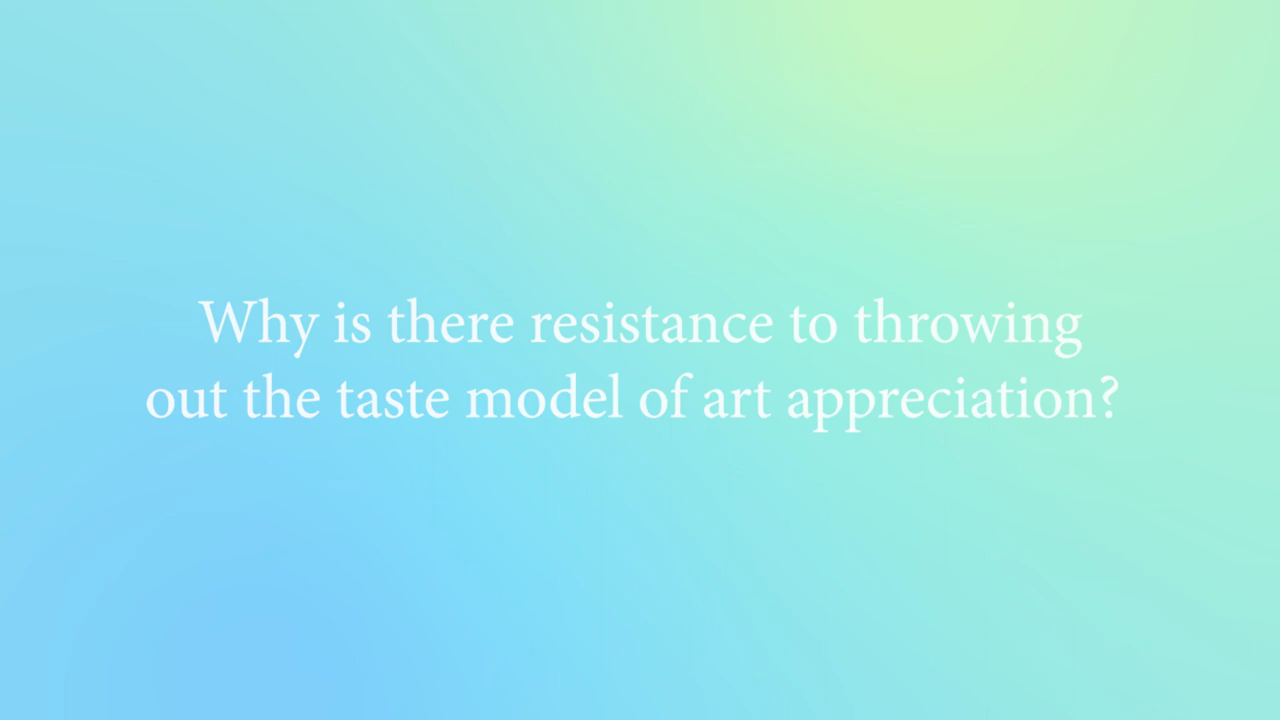 Why is there resistance to throwing
out the taste model of art appreciation?